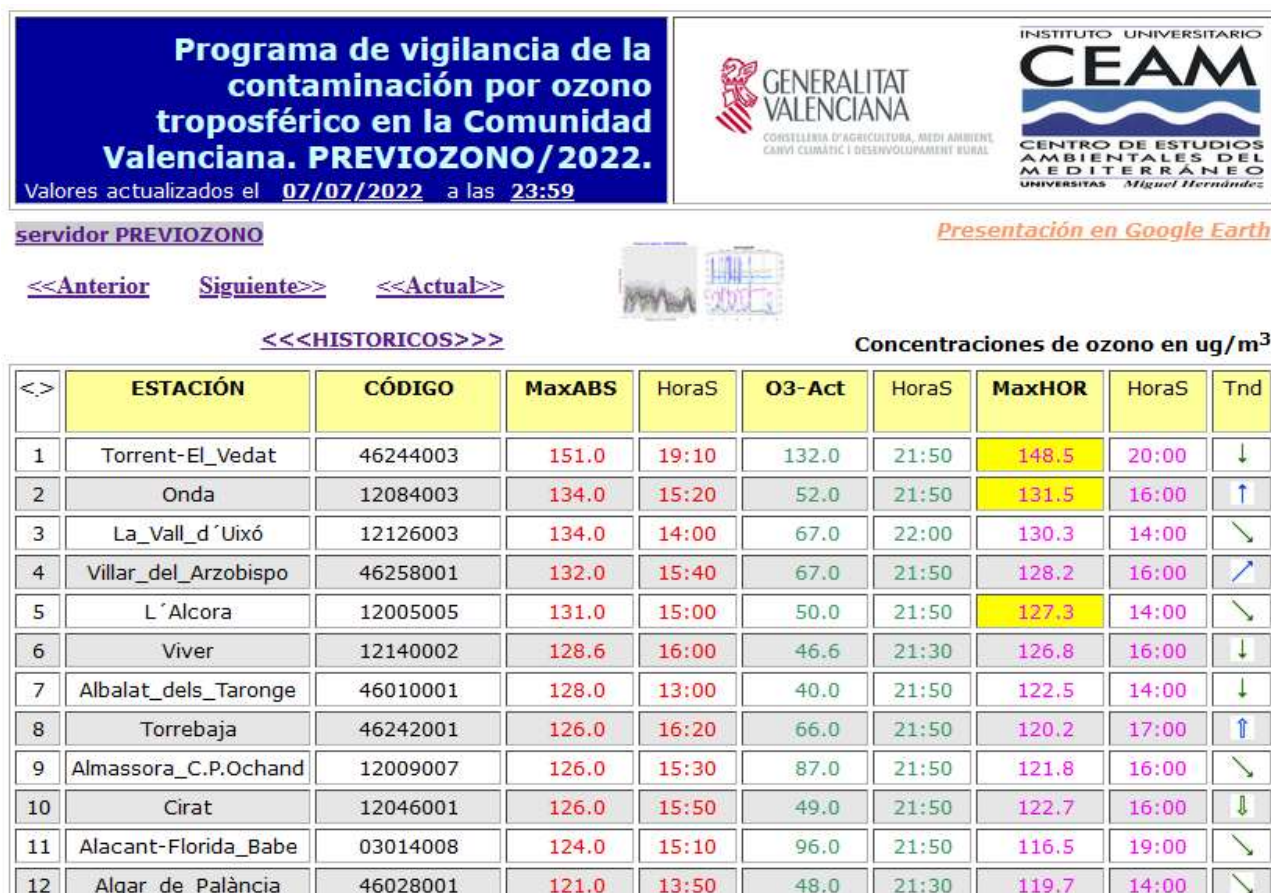 Programa de vigilancia de la
contaminación por ozono
troposférico en la Comunidad
Valenciana. PREVIOZONO/2022.
Valores actualizados el 07/07/2022 a las 23:59
GENERALITAT
VALENCIANA
CONSELLERIA D'AGRICULTURA, MEDI AMBIENT,
CANVI CLIMÀTIC I DESENVOLUPAMENT RURAL
INSTITUTO UNIVERSITARIO
CEAM
CENTRO DE ESTUDIOS
AMBIENTALES DEL
MEDITERRÁNEO
UNIVERSITAS Miguel Hernández
servidor PREVIOZONO
Presentación en Google Earth
<<Anterior Siguiente>> <<Actual>>
<<<HISTORICOS>>>
Concentraciones de ozono en ug/m3
<.> ESTACIÓN CÓDIGO MaxABS HoraS O3-Act HoraS MaxHOR HoraS Tnd
1 Torrent-El_Vedat 46244003 151.0 19:10 132.0 21:50 148.5 20:00 ↓
2 Onda 12084003 134.0 15:20 52.0 21:50 131.5 16:00 ↑
3 La_Vall_d´Uixó 12126003 134.0 14:00 67.0 22:00 130.3 14:00 ↘
4 Villar_del_Arzobispo 46258001 132.0 15:40 67.0 21:50 128.2 16:00 ↗
5 L´Alcora 12005005 131.0 15:00 50.0 21:50 127.3 14:00 ↘
6 Viver 12140002 128.6 16:00 46.6 21:30 126.8 16:00 ↓
7 Albalat_dels_Taronge 46010001 128.0 13:00 40.0 21:50 122.5 14:00 ↓
8 Torrebaja 46242001 126.0 16:20 66.0 21:50 120.2 17:00 ⇑
9 Almassora_C.P.Ochand 12009007 126.0 15:30 87.0 21:50 121.8 16:00 ↘
10 Cirat 12046001 126.0 15:50 49.0 21:50 122.7 16:00 ⇓
11 Alacant-Florida_Babe 03014008 124.0 15:10 96.0 21:50 116.5 19:00 ↘
12 Algar_de_Palància 46028001 121.0 13:50 48.0 21:30 119.7 14:00 ↘